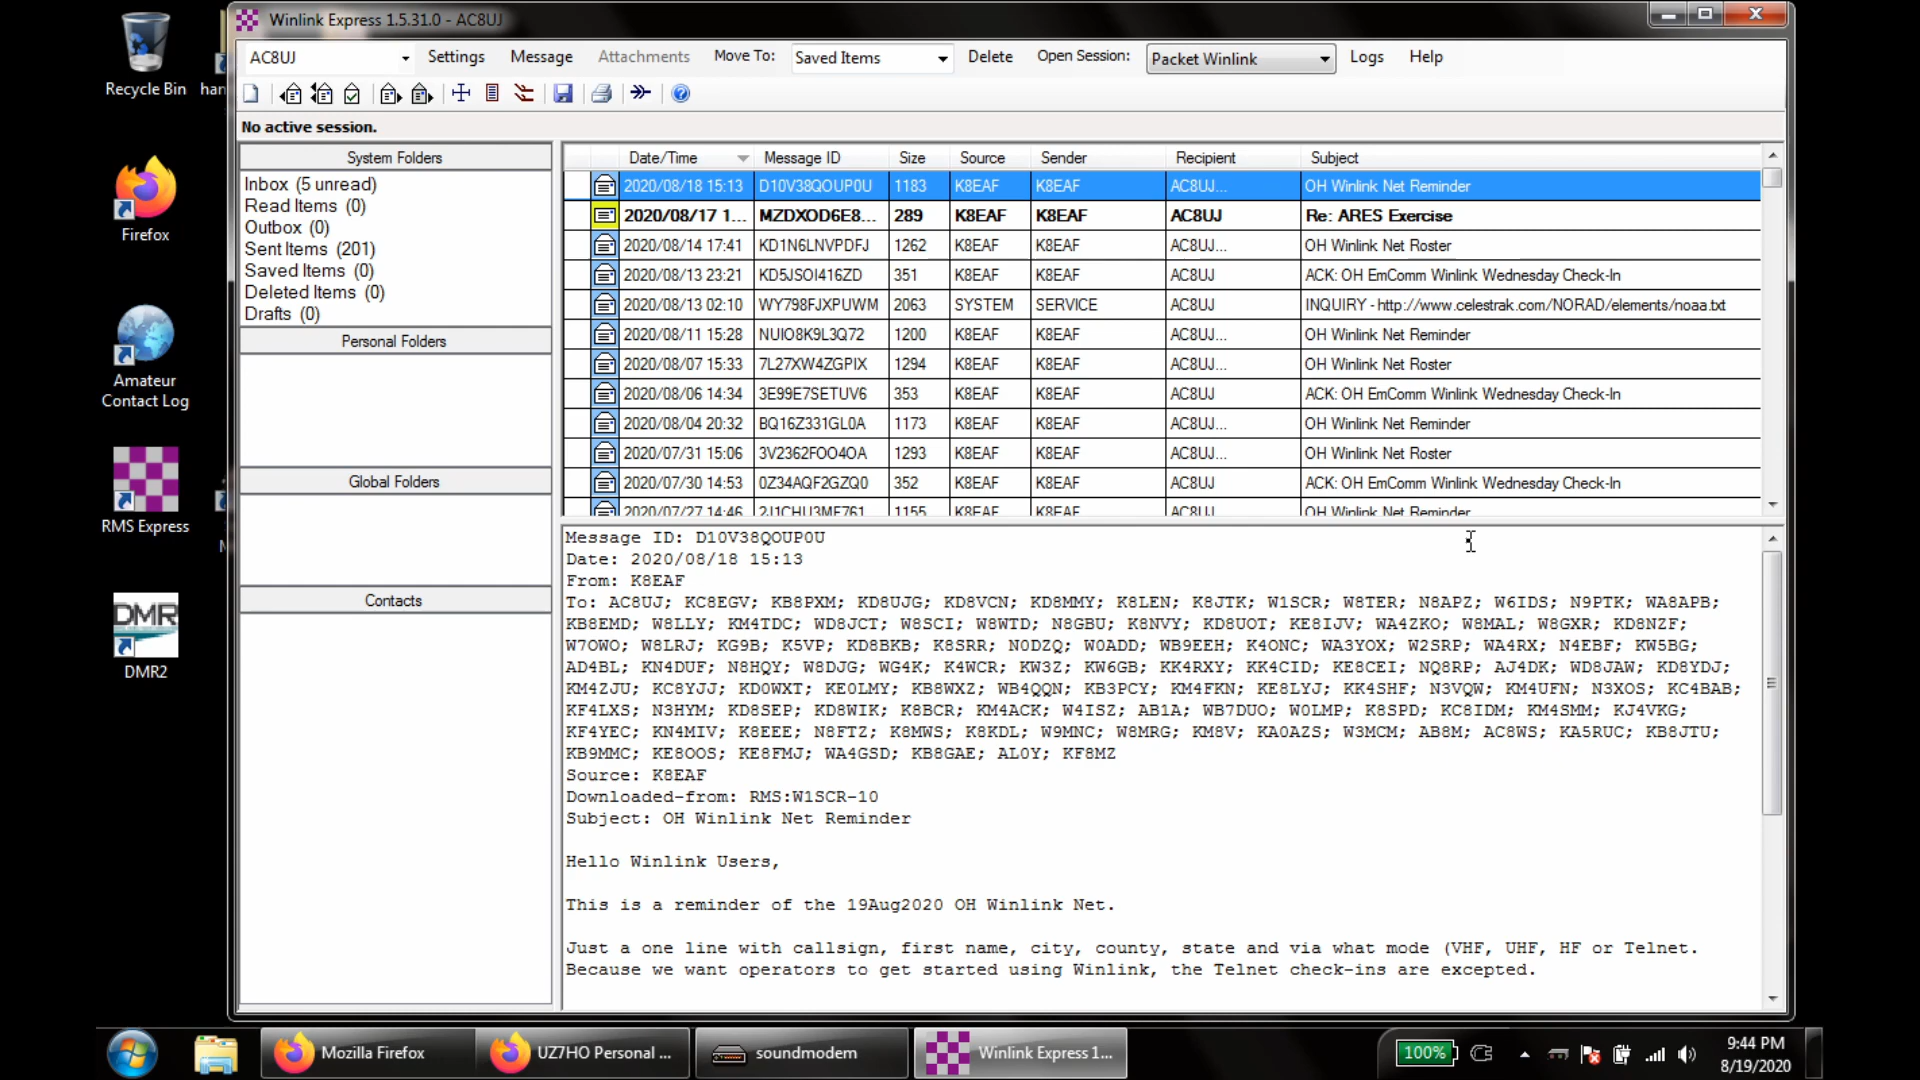 Winlink Express 1.5.31.0 - AC8UJ
AC8UJ Settings Message Attachments Move To: Saved Items Delete Open Session: Packet Winlink Logs Help
No active session.
System Folders
Inbox (5 unread)
Read Items (0)
Outbox (0)
Sent Items (201)
Saved Items (0)
Deleted Items (0)
Drafts (0)
Personal Folders
Global Folders
Contacts
Date/Time Message ID Size Source Sender Recipient Subject
2020/08/18 15:13 D10V38QOUP0U 1183 K8EAF K8EAF AC8UJ... OH Winlink Net Reminder
2020/08/17 1... MZDXOD6E8... 289 K8EAF K8EAF AC8UJ Re: ARES Exercise
2020/08/14 17:41 KD1N6LNVPDFJ 1262 K8EAF K8EAF AC8UJ... OH Winlink Net Roster
2020/08/13 23:21 KD5JSOI416ZD 351 K8EAF K8EAF AC8UJ ACK: OH EmComm Winlink Wednesday Check-In
2020/08/13 02:10 WY798FJXPUWM 2063 SYSTEM SERVICE AC8UJ INQUIRY - http://www.celestrak.com/NORAD/elements/noaa.txt
2020/08/11 15:28 NUIO8K9L3Q72 1200 K8EAF K8EAF AC8UJ... OH Winlink Net Reminder
2020/08/07 15:33 7L27XW4ZGPIX 1294 K8EAF K8EAF AC8UJ... OH Winlink Net Roster
2020/08/06 14:34 3E99E7SETUV6 353 K8EAF K8EAF AC8UJ ACK: OH EmComm Winlink Wednesday Check-In
2020/08/04 20:32 BQ16Z331GL0A 1173 K8EAF K8EAF AC8UJ... OH Winlink Net Reminder
2020/07/31 15:06 3V2362FOO4OA 1293 K8EAF K8EAF AC8UJ... OH Winlink Net Roster
2020/07/30 14:53 0Z34AQF2GZQ0 352 K8EAF K8EAF AC8UJ ACK: OH EmComm Winlink Wednesday Check-In
2020/07/27 14:46 2J1CHU3MF761 1155 K8EAF K8EAF AC8UJ OH Winlink Net Reminder
Message ID: D10V38QOUP0U
Date: 2020/08/18 15:13
From: K8EAF
To: AC8UJ; KC8EGV; KB8PXM; KD8UJG; KD8VCN; KD8MMY; K8LEN; K8JTK; W1SCR; W8TER; N8APZ; W6IDS; N9PTK; WA8APB;
KB8EMD; W8LLY; KM4TDC; WD8JCT; W8SCI; W8WTD; N8GBU; K8NVY; KD8UOT; KE8IJV; WA4ZKO; W8MAL; W8GXR; KD8NZF;
W7OWO; W8LRJ; KG9B; K5VP; KD8BKB; K8SRR; N0DZQ; W0ADD; WB9EEH; K4ONC; WA3YOX; W2SRP; WA4RX; N4EBF; KW5BG;
AD4BL; KN4DUF; N8HQY; W8DJG; WG4K; K4WCR; KW3Z; KW6GB; KK4RXY; KK4CID; KE8CEI; NQ8RP; AJ4DK; WD8JAW; KD8YDJ;
KM4ZJU; KC8YJJ; KD0WXT; KE0LMY; KB8WXZ; WB4QQN; KB3PCY; KM4FKN; KE8LYJ; KK4SHF; N3VQW; KM4UFN; N3XOS; KC4BAB;
KF4LXS; N3HYM; KD8SEP; KD8WIK; K8BCR; KM4ACK; W4ISZ; AB1A; WB7DUO; W0LMP; K8SPD; KC8IDM; KM4SMM; KJ4VKG;
KF4YEC; KN4MIV; K8EEE; N8FTZ; K8MWS; K8KDL; W9MNC; W8MRG; KM8V; KA0AZS; W3MCM; AB8M; AC8WS; KA5RUC; KB8JTU;
KB9MMC; KE8OOS; KE8FMJ; WA4GSD; KB8GAE; AL0Y; KF8MZ
Source: K8EAF
Downloaded-from: RMS:W1SCR-10
Subject: OH Winlink Net Reminder
Hello Winlink Users,
This is a reminder of the 19Aug2020 OH Winlink Net.
Just a one line with callsign, first name, city, county, state and via what mode (VHF, UHF, HF or Telnet.
Because we want operators to get started using Winlink, the Telnet check-ins are excepted.
Recycle Bin
han
Firefox
Amateur
Contact Log
RMS Express
DMR
DMR2
Mozilla Firefox
UZ7HO Personal ...
soundmodem
Winlink Express 1...
100%
9:44 PM
8/19/2020